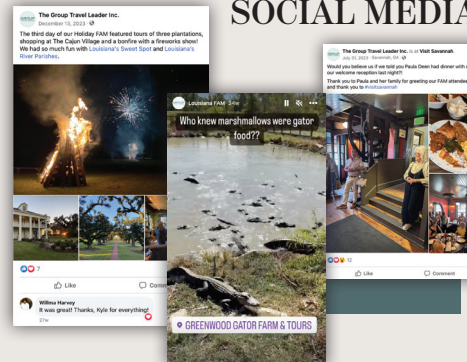 SOCIAL MEDIA
The Group Travel Leader Inc.
December 13, 2023
The third day of our Holiday FAM featured tours of three plantations,
shopping at The Cajun Village and a bonfire with a fireworks show!
We had so much fun with Louisiana's Sweet Spot and Louisiana's
River Parishes.
7
Like
Comm
Willma Harvey
It was great! Thanks, Kyle for everything!
27w
Louisiana FAM 34w
Who knew marshmallows were gator
food??
GREENWOOD GATOR FARM & TOURS
The Group Travel Leader Inc. is at Visit Savannah
July 31, 2023 · Savannah, GA
Would you believe us if we told you Paula Deen had dinner with
our welcome reception last night?!
Thank you to Paula and her family for greeting our FAM attendee
and thank you to #visitsavannah
12
Like
Comment